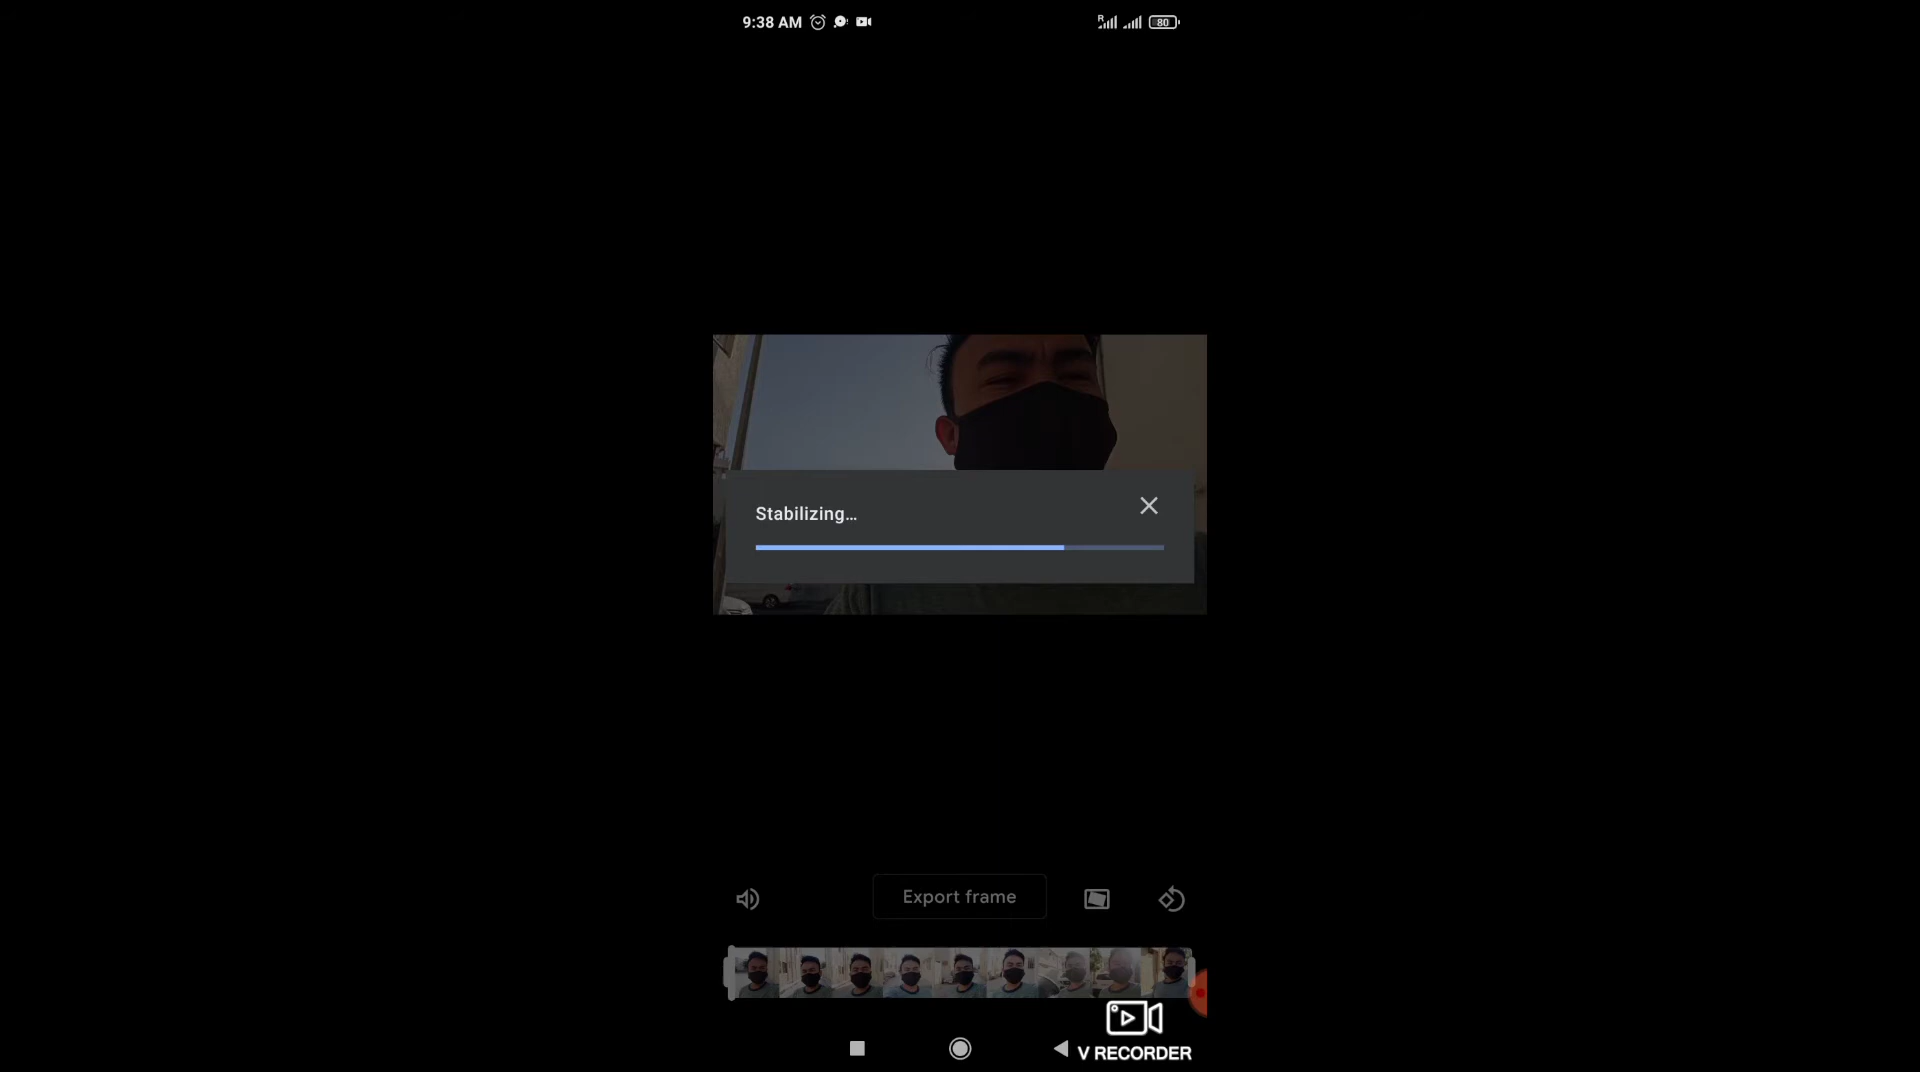 9:38 AM
R
80
Stabilizing...
Export frame
V RECORDER